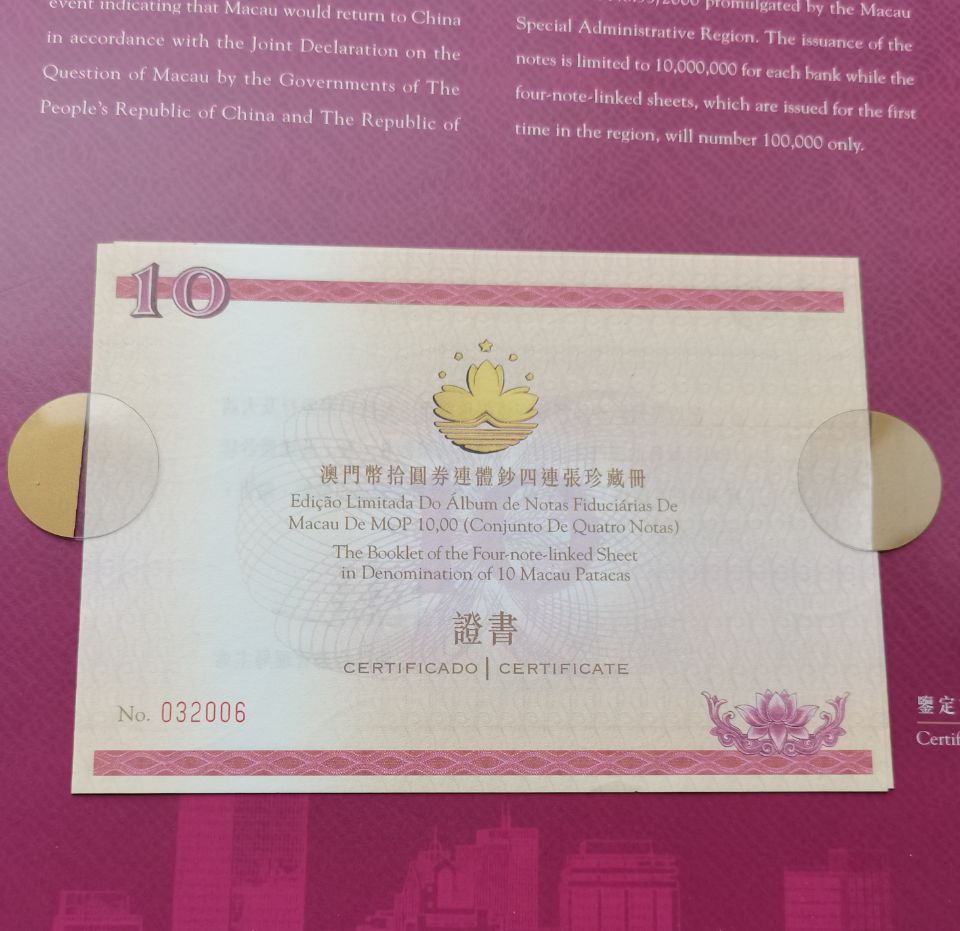 event indicating that Macau would return to China
in accordance with the Joint Declaration on the
Question of Macau by the Governments of The
People's Republic of China and The Republic of
promulgated by the Macau
Special Administrative Region. The issuance of the
notes is limited to 10,000,000 for each bank while the
four-note-linked sheets, which are issued for the first
time in the region, will number 100,000 only.
10
澳門幣拾圓券連體鈔四連張珍藏冊
Edição Limitada Do Álbum de Notas Fiduciárias De
Macau De MOP 10,00 (Conjunto De Quatro Notas)
The Booklet of the Four-note-linked Sheet
in Denomination of 10 Macau Patacas
證書
CERTIFICADO | CERTIFICATE
No. 032006
鑒定
Certif